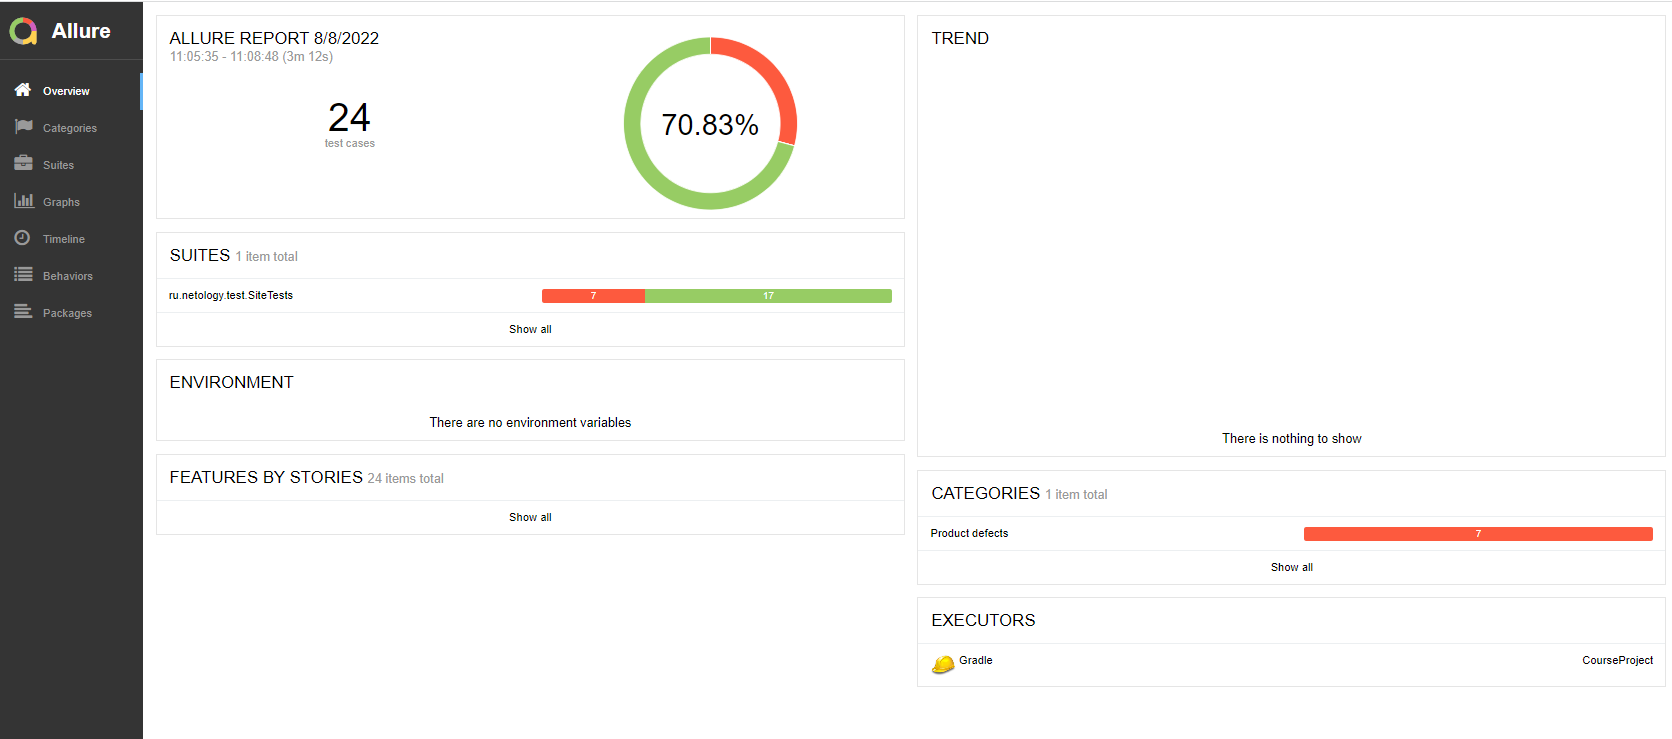 Allure
Overview
Categories
Suites
Graphs
Timeline
Behaviors
Packages
ALLURE REPORT 8/8/2022
11:05:35 - 11:08:48 (3m 12s)
24
test cases
70.83%
SUITES 1 item total
ru.netology.test.SiteTests 7 17
Show all
ENVIRONMENT
There are no environment variables
FEATURES BY STORIES 24 items total
Show all
TREND
There is nothing to show
CATEGORIES 1 item total
Product defects 7
Show all
EXECUTORS
Gradle CourseProject